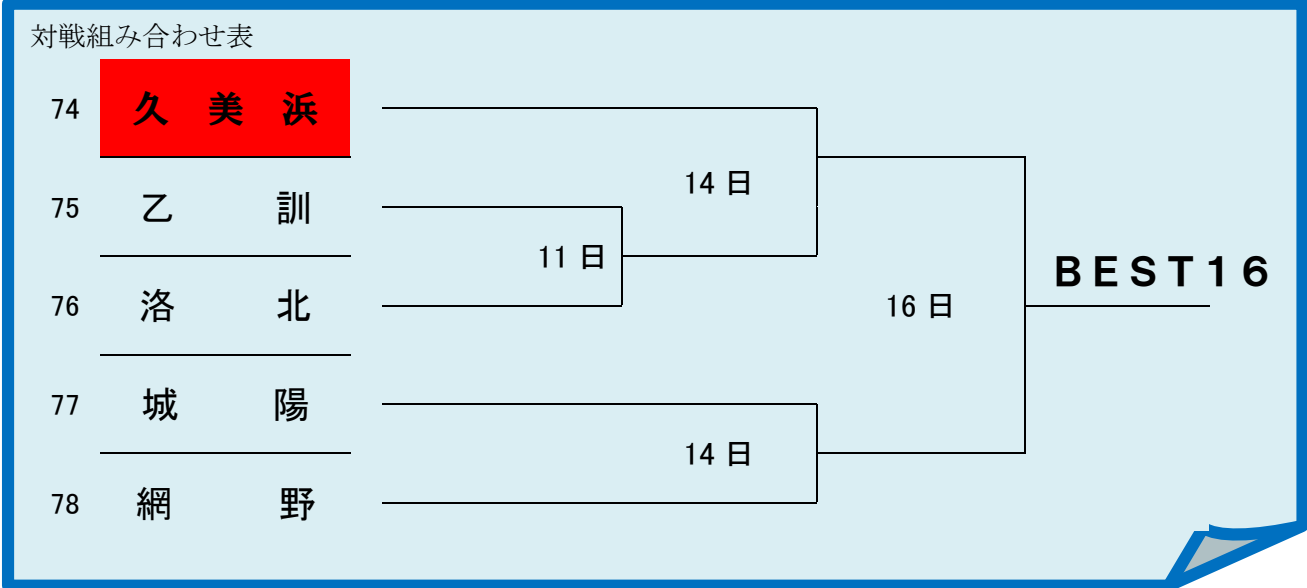 対戦組み合わせ表
74 久 美 浜
14 日
75 乙 訓
11 日
BEST16
76 洛 北
16 日
77 城 陽
14 日
78 網 野